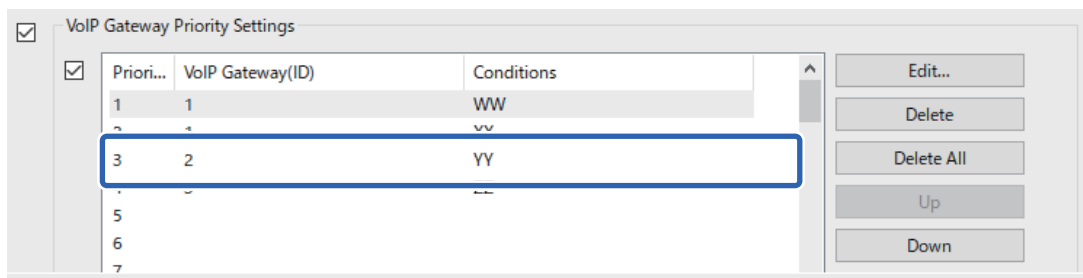 VoIP Gateway Priority Settings
Priori... VoIP Gateway(ID) Conditions
1 1 WW
3 2 YY
5
6
7
Edit...
Delete
Delete All
Up
Down